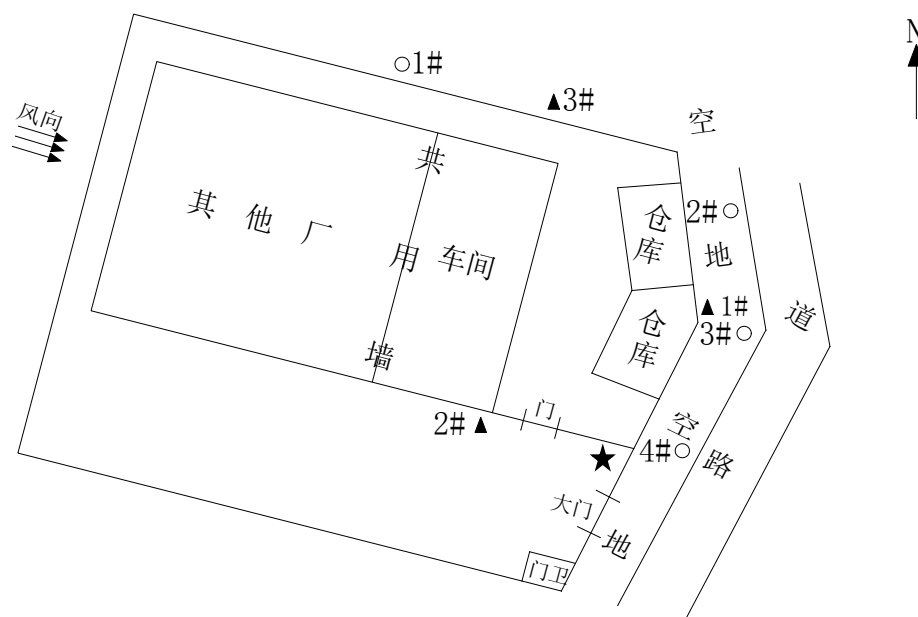 N
○1#
▲3#
空
风向
共
其他厂
用
车间
墙
仓库
2#○
地
▲1#
道
3#○
仓库
门
2#▲
空
4#○
★
路
大门
地
门卫